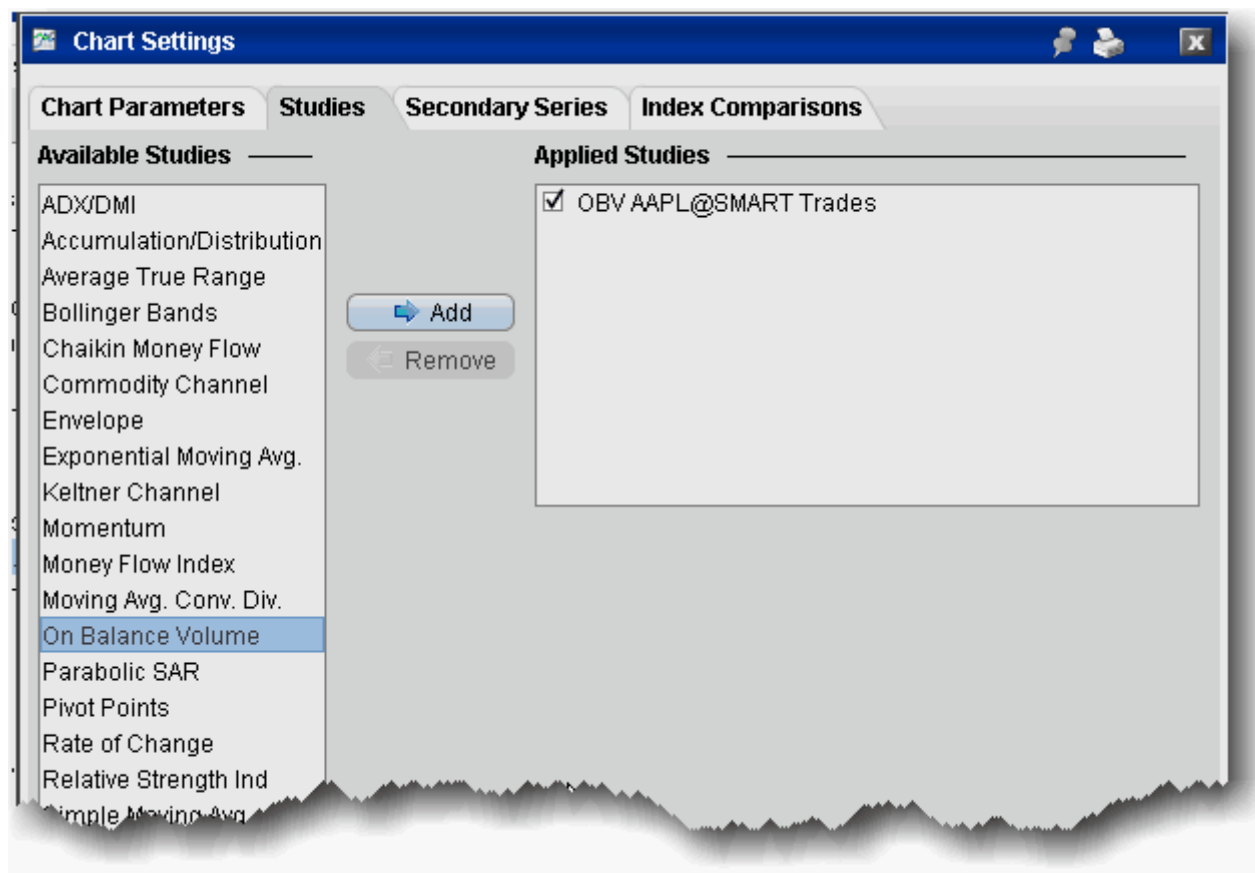 Chart Settings
Chart Parameters
Studies
Secondary Series
Index Comparisons
Available Studies
ADX/DMI
Accumulation/Distribution
Average True Range
Bollinger Bands
Chaikin Money Flow
Commodity Channel
Envelope
Exponential Moving Avg.
Keltner Channel
Momentum
Money Flow Index
Moving Avg. Conv. Div.
On Balance Volume
Parabolic SAR
Pivot Points
Rate of Change
Relative Strength Ind
Simple Moving Avg
Add
Remove
Applied Studies
OBV AAPL@SMART Trades